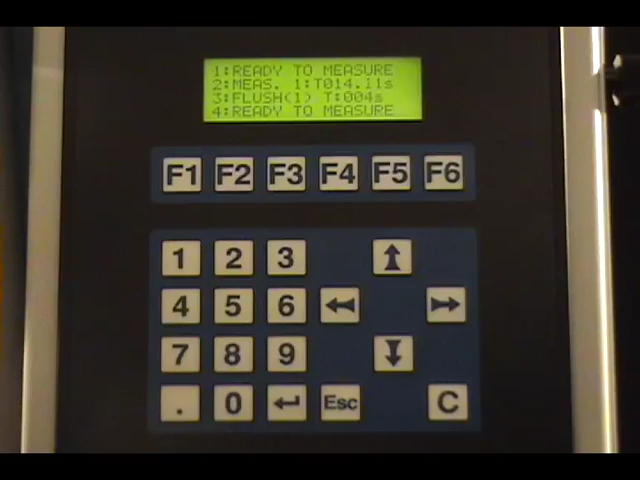 1:READY TO MEASURE
2:MEAS. 1:T014.11s
3:FLUSH(1) T:004s
4:READY TO MEASURE
F1 F2 F3 F4 F5 F6
1 2 3
4 5 6
7 8 9
. 0 Esc C